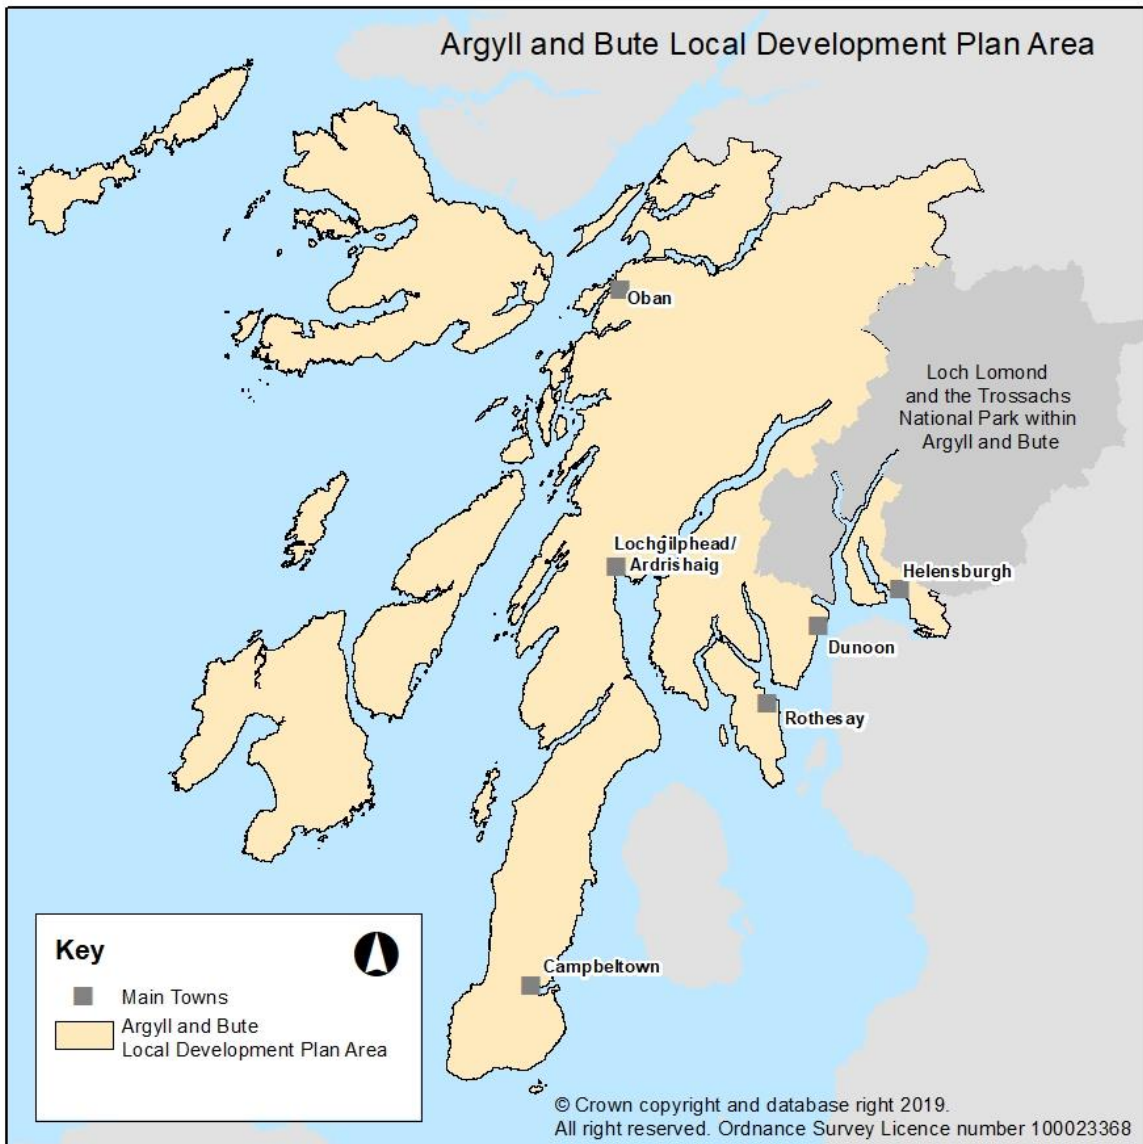 Argyll and Bute Local Development Plan Area
Oban
Loch Lomond
and the Trossachs
National Park within
Argyll and Bute
Lochgilphead/
Ardrishaig
Helensburgh
Dunoon
Rothesay
Campbeltown
Key
Main Towns
Argyll and Bute
Local Development Plan Area
© Crown copyright and database right 2019.
All right reserved. Ordnance Survey Licence number 100023368